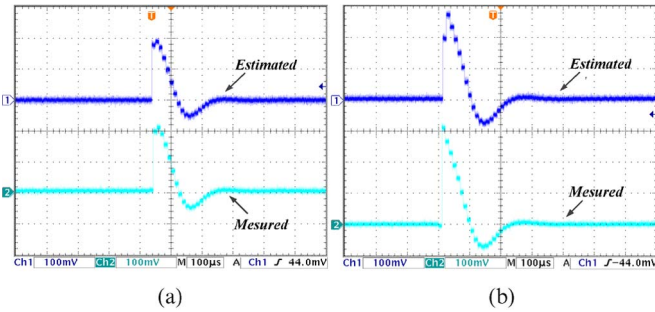 T
T
Estimated
Estimated
1
1
Mesured
Mesured
2
2
Ch1 100mV Ch2 100mV M 100µs A Ch1 ʃ 44.0mV
Ch1 100mV Ch2 100mV M 100µs A Ch1 ʃ-44.0mV
(a)
(b)